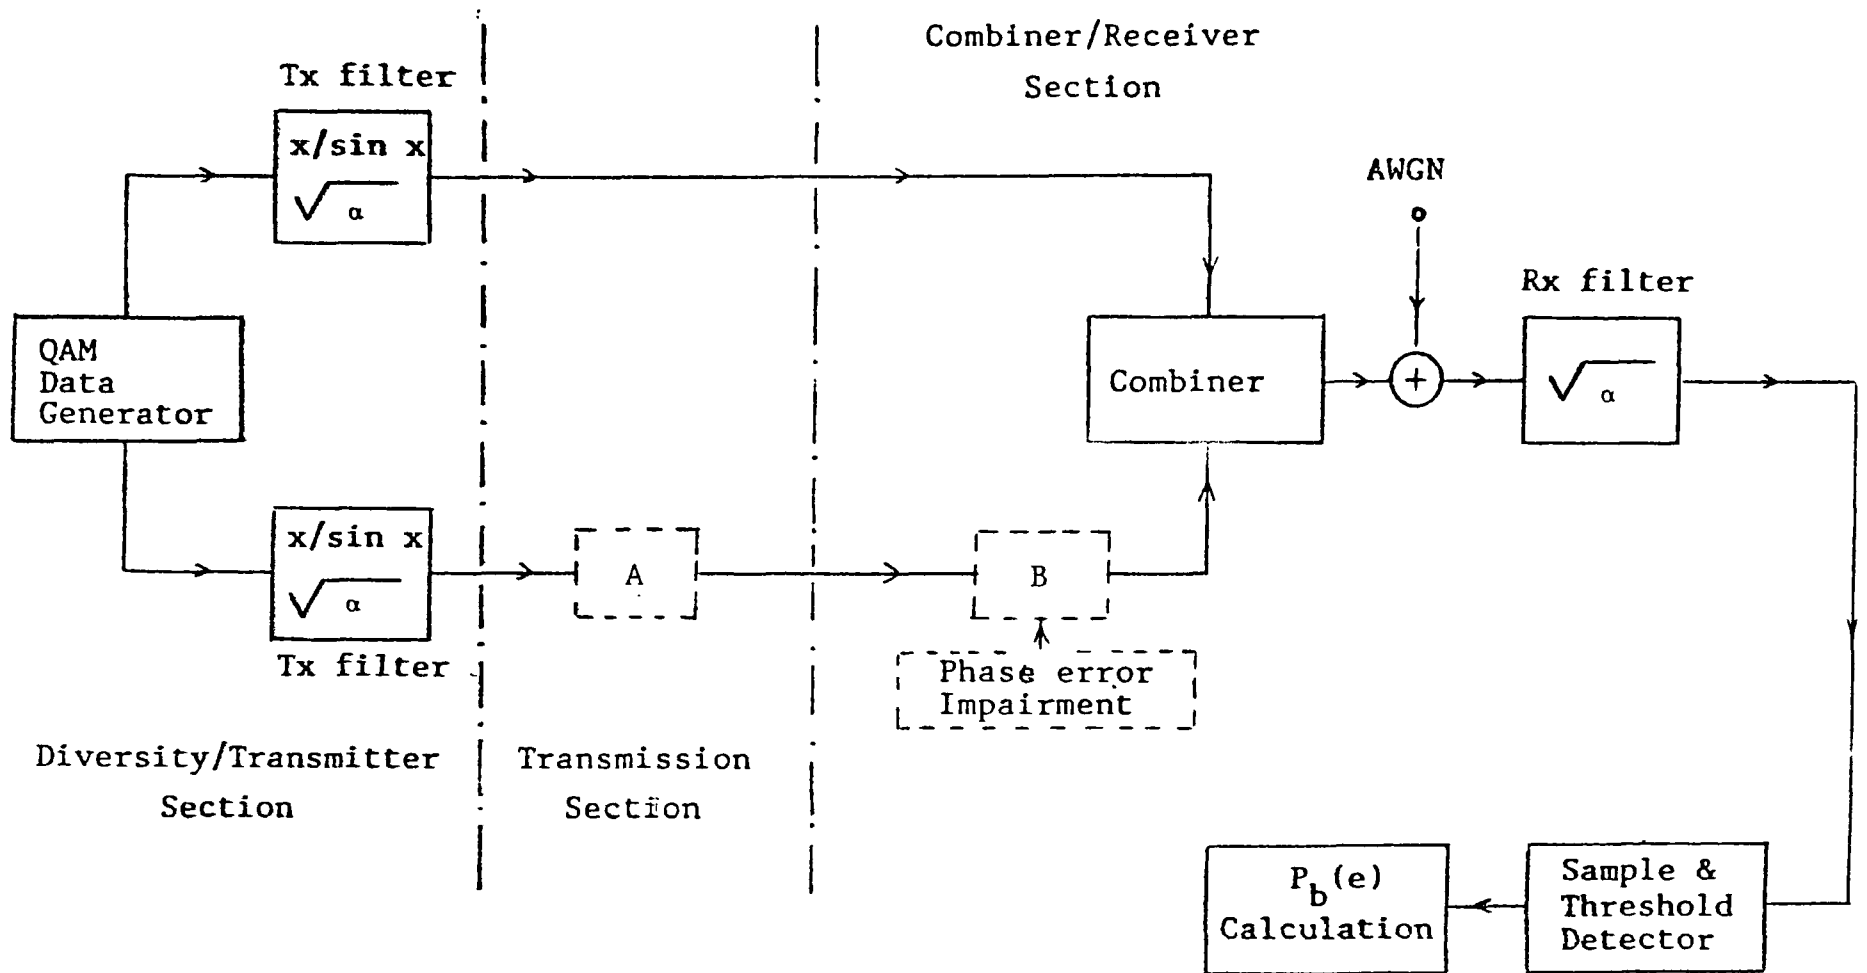 Combiner/Receiver
Section
Tx filter
x/sin x
√α
AWGN
Rx filter
QAM
Data
Generator
Combiner
+
√α
x/sin x
√α
A
B
Tx filter
Phase error
Impairment
Diversity/Transmitter
Section
Transmission
Section
P_b(e)
Calculation
Sample &
Threshold
Detector